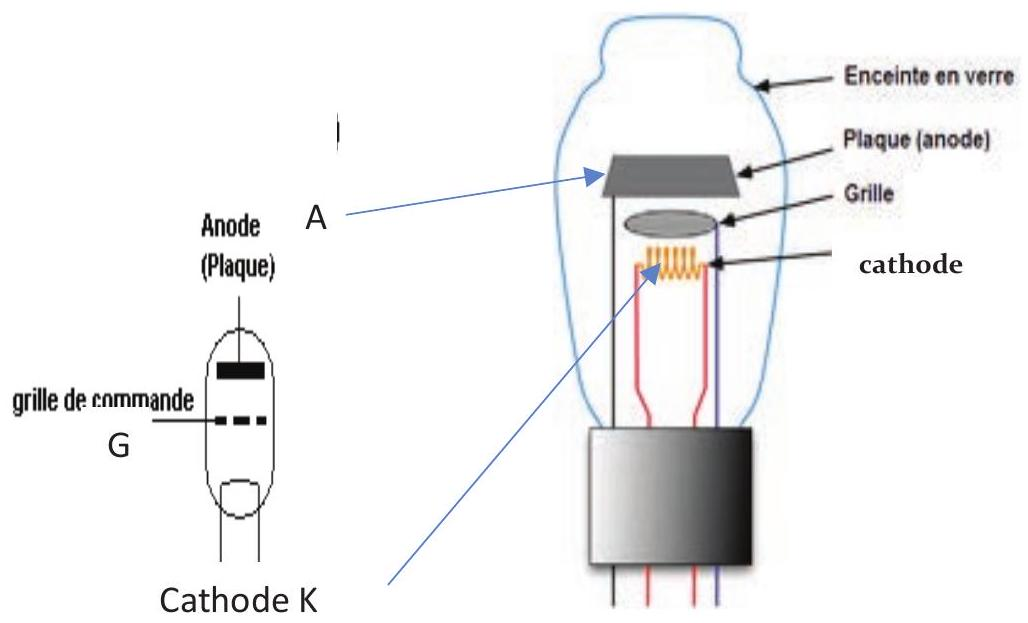 Enceinte en verre
Plaque (anode)
Grille
cathode
A
Anode
(Plaque)
grille de commande
G
Cathode K